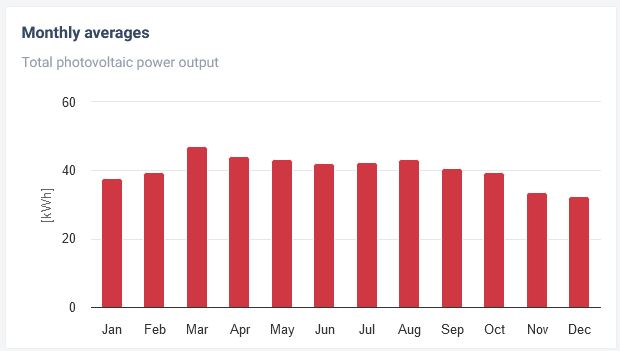 Monthly averages
Total photovoltaic power output
60
40
20
0
[kWh]
Jan Feb Mar Apr May Jun Jul Aug Sep Oct Nov Dec